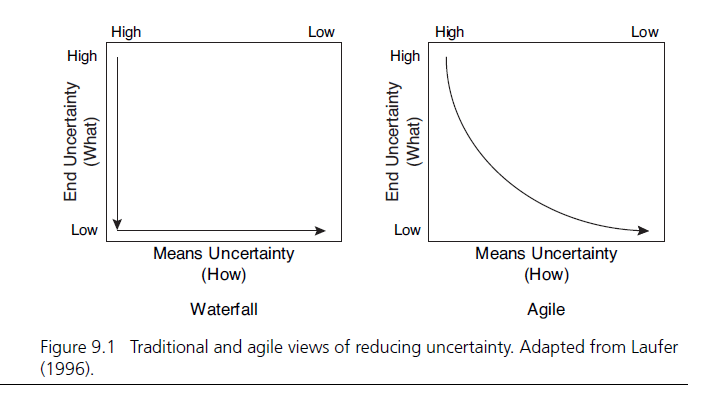 High Low
High
End Uncertainty
(What)
Low
Means Uncertainty
(How)
Waterfall
High Low
High
End Uncertainty
(What)
Low
Means Uncertainty
(How)
Agile
Figure 9.1 Traditional and agile views of reducing uncertainty. Adapted from Laufer
(1996).